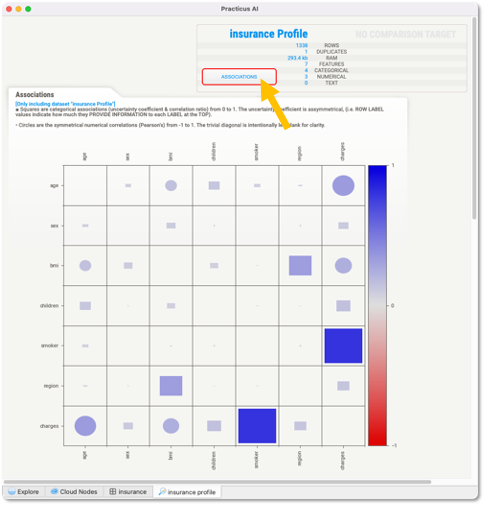 Practicus AI
insurance Profile
NO COMPARISON TARGET
1338 ROWS
1 DUPLICATES
293.4 kb RAM
7 FEATURES
4 CATEGORICAL
3 NUMERICAL
0 TEXT
ASSOCIATIONS
Associations
[Only including dataset "insurance Profile"]
■ Squares are categorical associations (uncertainty coefficient & correlation ratio) from 0 to 1. The uncertainty coefficient is assymmetrical, (i.e. ROW LABEL
values indicate how much they PROVIDE INFORMATION to each LABEL at the TOP).
• Circles are the symmetrical numerical correlations (Pearson's) from -1 to 1. The trivial diagonal is intentionally left blank for clarity.
age sex bmi children smoker region charges
age
sex
bmi
children
smoker
region
charges
1
0
-1
age sex bmi children smoker region charges
Explore Cloud Nodes insurance insurance profile